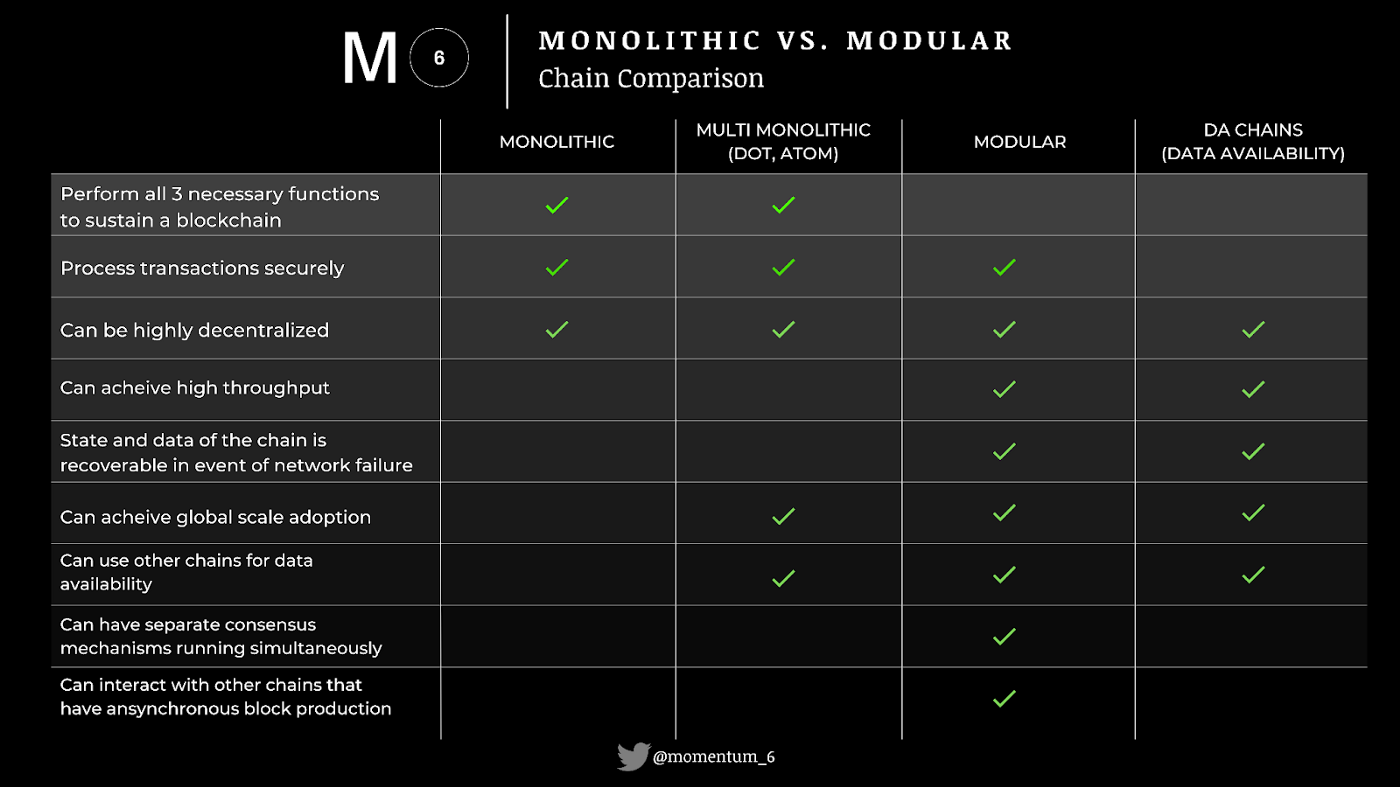 M 6
MONOLITHIC VS. MODULAR
Chain Comparison
MONOLITHIC
MULTI MONOLITHIC
(DOT, ATOM)
MODULAR
DA CHAINS
(DATA AVAILABILITY)
Perform all 3 necessary functions
to sustain a blockchain
Process transactions securely
Can be highly decentralized
Can acheive high throughput
State and data of the chain is
recoverable in event of network failure
Can acheive global scale adoption
Can use other chains for data
availability
Can have separate consensus
mechanisms running simultaneously
Can interact with other chains that
have ansynchronous block production
@momentum_6